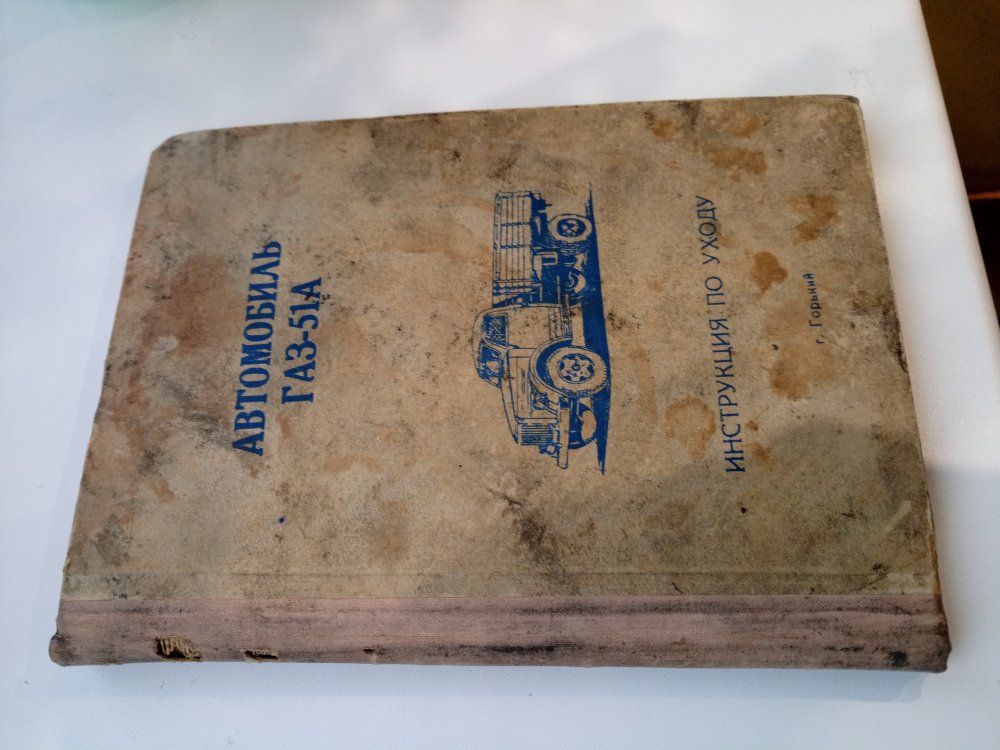 АВТОМОБИЛЬ
ГАЗ-51А
ИНСТРУКЦИЯ ПО УХОДУ
г. Горький